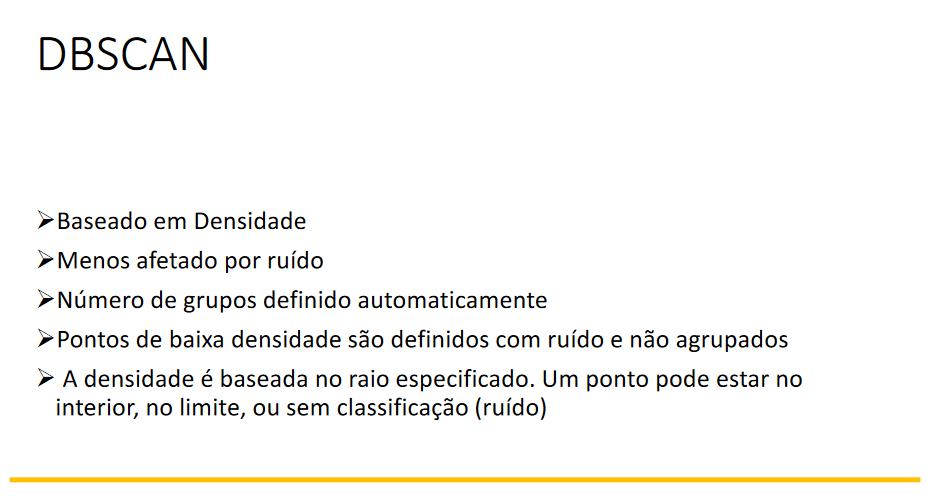 DBSCAN
➢Baseado em Densidade
➢Menos afetado por ruído
➢Número de grupos definido automaticamente
➢Pontos de baixa densidade são definidos com ruído e não agrupados
➢ A densidade é baseada no raio especificado. Um ponto pode estar no
interior, no limite, ou sem classificação (ruído)